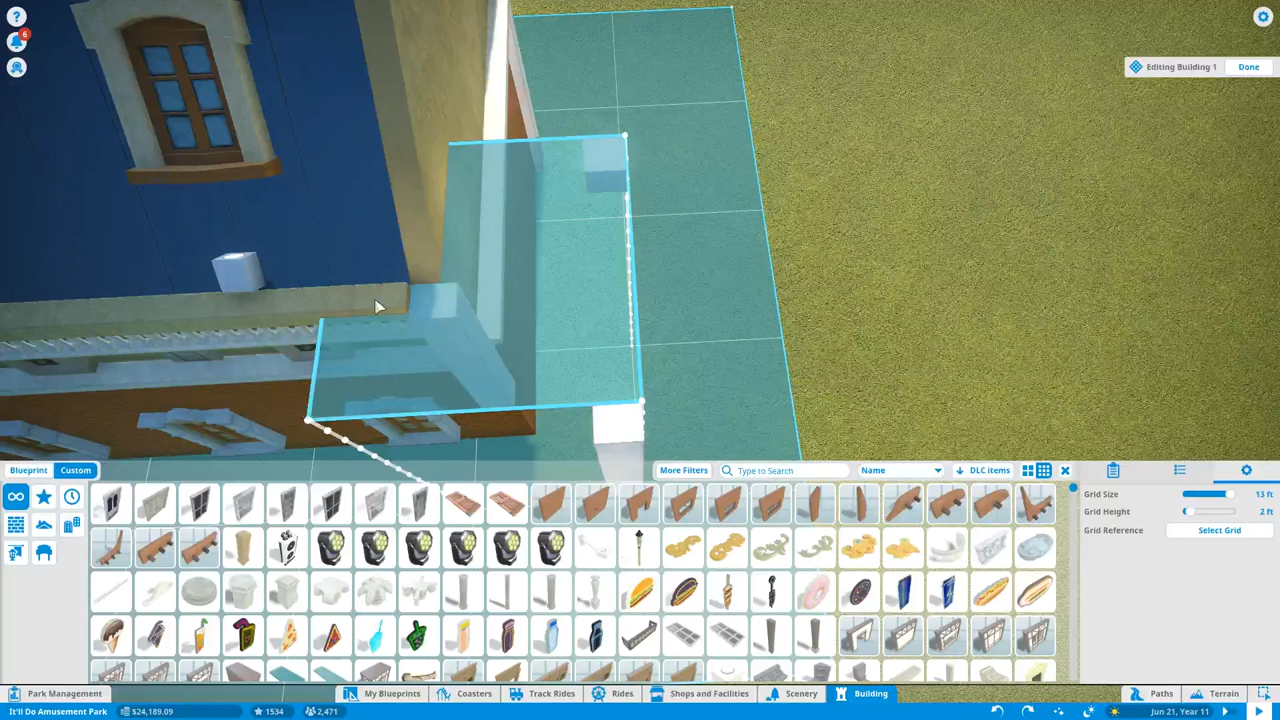 ?
6
Editing Building 1 Done
Blueprint Custom
More Filters Type to Search Name DLC items
Grid Size 13 ft
Grid Height 2 ft
Grid Reference Select Grid
Park Management My Blueprints Coasters Track Rides Rides Shops and Facilities Scenery Building Paths Terrain
It'll Do Amusement Park $24,189.09 1534 2,471 Jun 21, Year 11